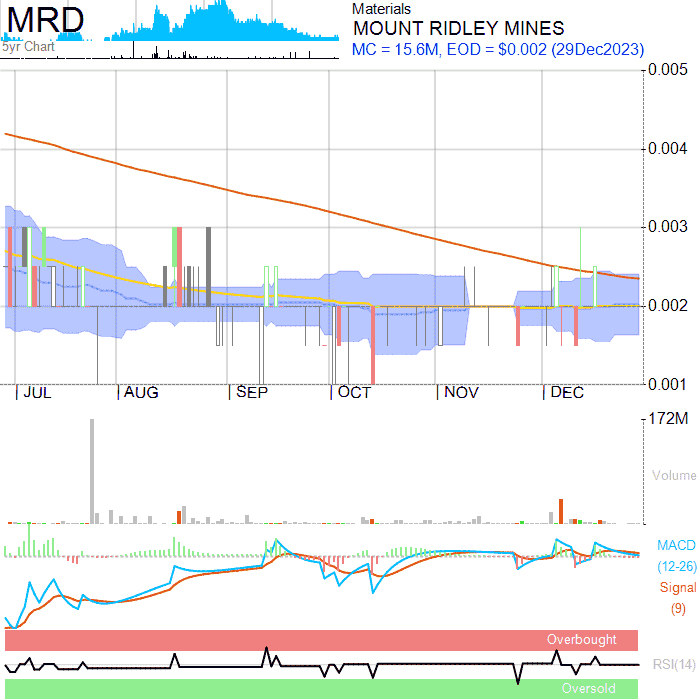 MRD
5yr Chart
Materials
MOUNT RIDLEY MINES
MC = 15.6M, EOD = $0.002 (29Dec2023)
0.005
0.004
0.003
0.002
0.001
JUL AUG SEP OCT NOV DEC
172M
Volume
MACD
(12-26)
Signal
(9)
Overbought
RSI(14)
Oversold